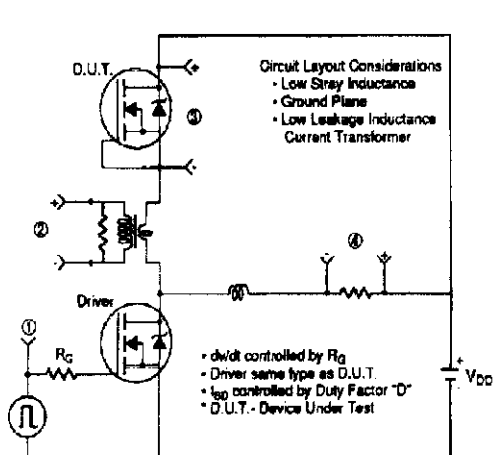 D.U.T.
+
Circuit Layout Considerations
• Low Stray Inductance
• Ground Plane
• Low Leakage Inductance
Current Transformer
③
-
+
②
-
④
-
+
Driver
①
RG
• dv/dt controlled by RG
• Driver same type as D.U.T.
• ISD controlled by Duty Factor "D"
* D.U.T. - Device Under Test
+
VDD
-